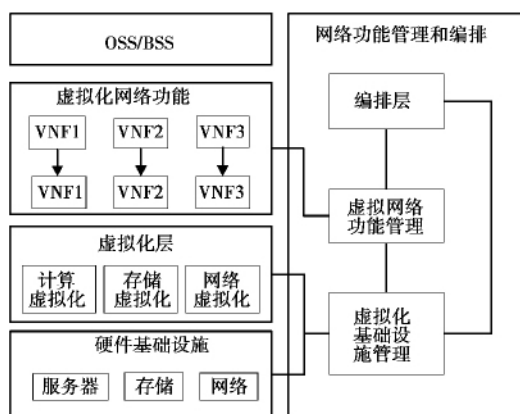 OSS/BSS
虚拟化网络功能
VNF1 VNF2 VNF3
VNF1 VNF2 VNF3
虚拟化层
计算 存储 网络
虚拟化 虚拟化 虚拟化
硬件基础设施
服务器 存储 网络
网络功能管理和编排
编排层
虚拟网络
功能管理
虚拟化
基础设
施管理